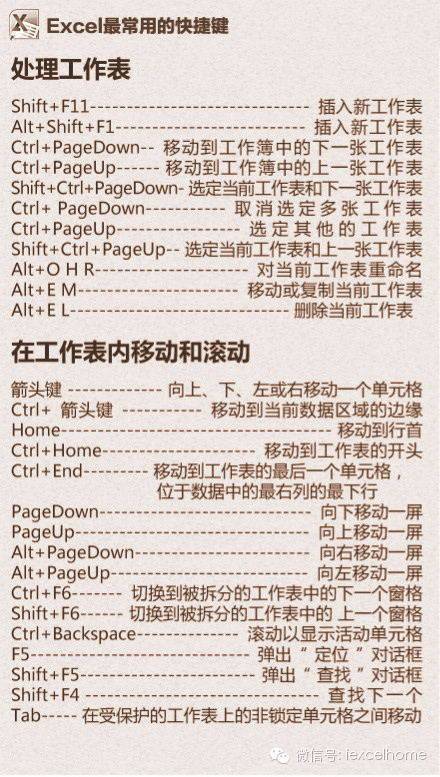 Excel最常用的快捷键
处理工作表
Shift+F11------------------------------ 插入新工作表
Alt+Shift+F1-------------------------- 插入新工作表
Ctrl+PageDown-- 移动到工作簿中的下一张工作表
Ctrl+PageUp------ 移动到工作簿中的上一张工作表
Shift+Ctrl+PageDown- 选定当前工作表和下一张工作表
Ctrl+ PageDown----------- 取消选定多张工作表
Ctrl+PageUp----------------- 选定其他的工作表
Shift+Ctrl+PageUp-- 选定当前工作表和上一张工作表
Alt+O H R--------------------- 对当前工作表重命名
Alt+E M----------------------- 移动或复制当前工作表
Alt+E L------------------------------ 删除当前工作表
在工作表内移动和滚动
箭头键 ------------- 向上、下、左或右移动一个单元格
Ctrl+ 箭头键 ----------- 移动到当前数据区域的边缘
Home------------------------------------- 移动到行首
Ctrl+Home------------------------- 移动到工作表的开头
Ctrl+End--------- 移动到工作表的最后一个单元格，
位于数据中的最右列的最下行
PageDown----------------------------- 向下移动一屏
PageUp-------------------------------- 向上移动一屏
Alt+PageDown------------------------ 向右移动一屏
Alt+PageUp--------------------------- 向左移动一屏
Ctrl+F6------- 切换到被拆分的工作表中的下一个窗格
Shift+F6------ 切换到被拆分的工作表中的 上一个窗格
Ctrl+Backspace-------------- 滚动以显示活动单元格
F5------------------------------ 弹出“ 定位 ”对话框
Shift+F5------------------------ 弹出“ 查找 ”对话框
Shift+F4 -------------------------------- 查找下一个
Tab----- 在受保护的工作表上的非锁定单元格之间移动
微信号: iexcelhome